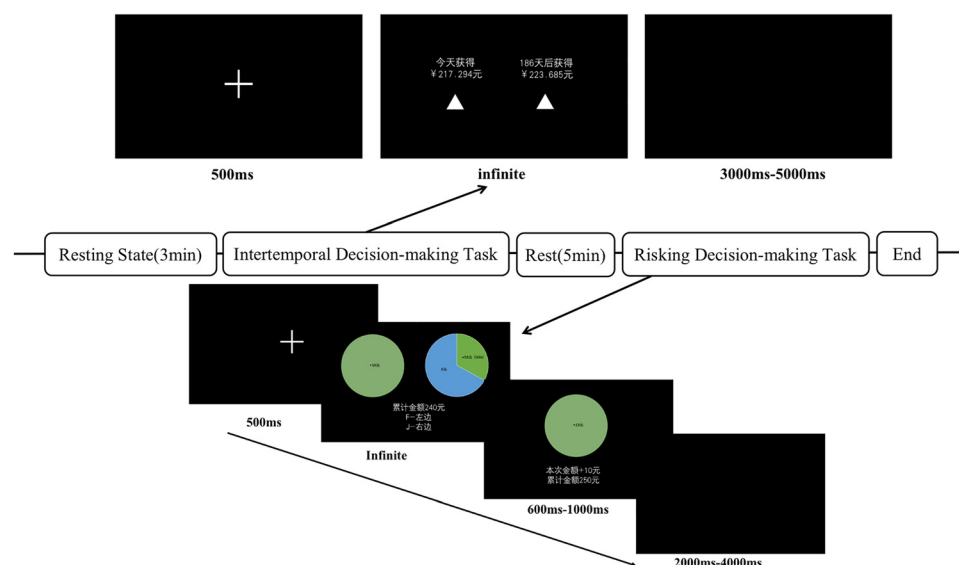 今天获得
￥217.294元
186天后获得
￥223.685元
500ms
infinite
3000ms-5000ms
Resting State(3min)
Intertemporal Decision-making Task
Rest(5min)
Risking Decision-making Task
End
500ms
累计金额240元
F—左边
J—右边
Infinite
本次金额+10元
累计金额250元
600ms-1000ms
2000ms-4000ms